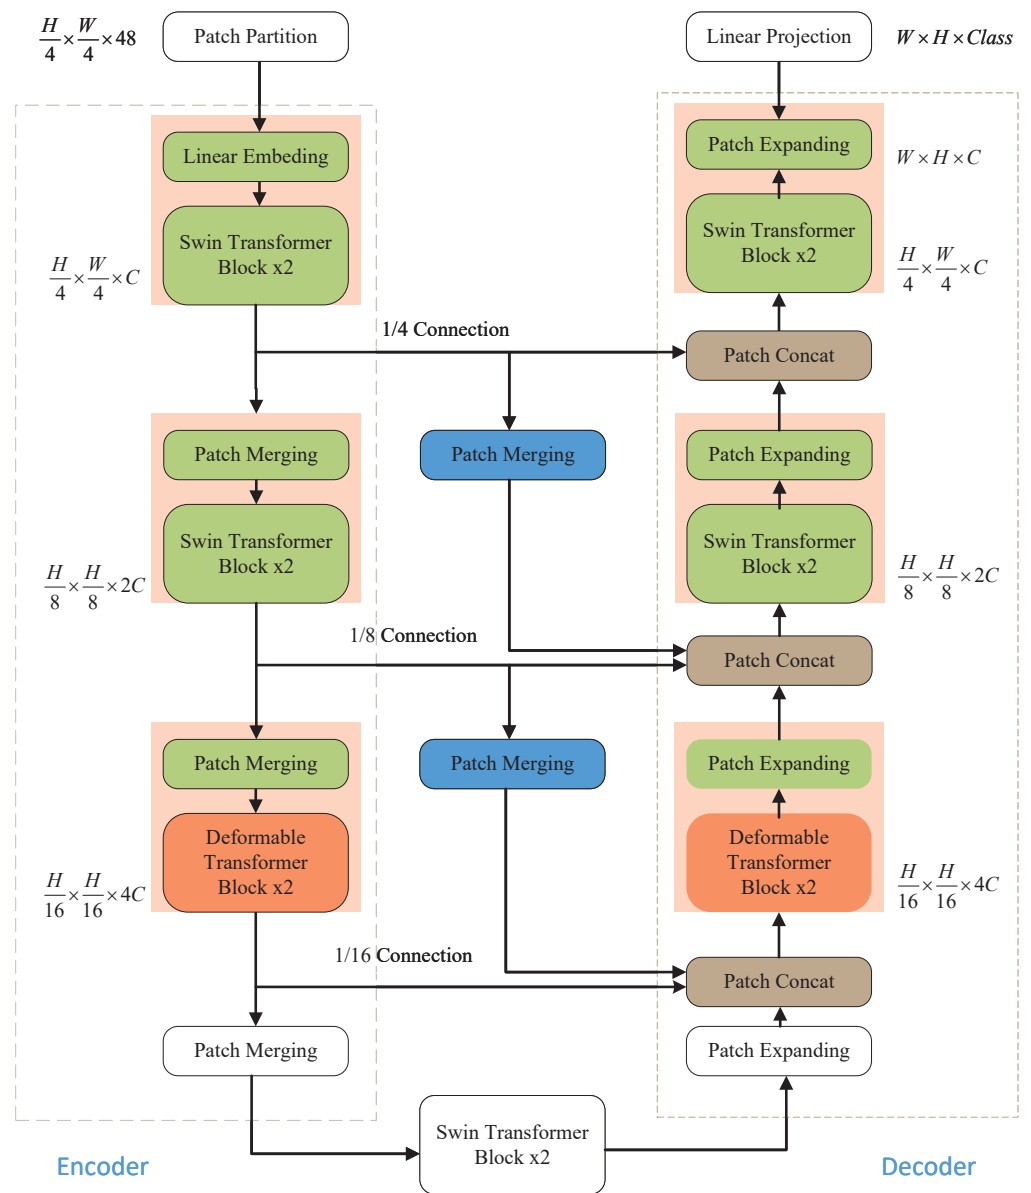 H/4 × W/4 × 48
Patch Partition
Linear Projection
W × H × Class
Linear Embeding
Patch Expanding
W × H × C
Swin Transformer
Block x2
H/4 × W/4 × C
Swin Transformer
Block x2
H/4 × W/4 × C
1/4 Connection
Patch Concat
Patch Merging
Patch Merging
Patch Expanding
Swin Transformer
Block x2
H/8 × H/8 × 2C
Swin Transformer
Block x2
H/8 × H/8 × 2C
1/8 Connection
Patch Concat
Patch Merging
Patch Merging
Patch Expanding
Deformable
Transformer
Block x2
H/16 × H/16 × 4C
Deformable
Transformer
Block x2
H/16 × H/16 × 4C
1/16 Connection
Patch Concat
Patch Merging
Patch Expanding
Swin Transformer
Block x2
Encoder
Decoder